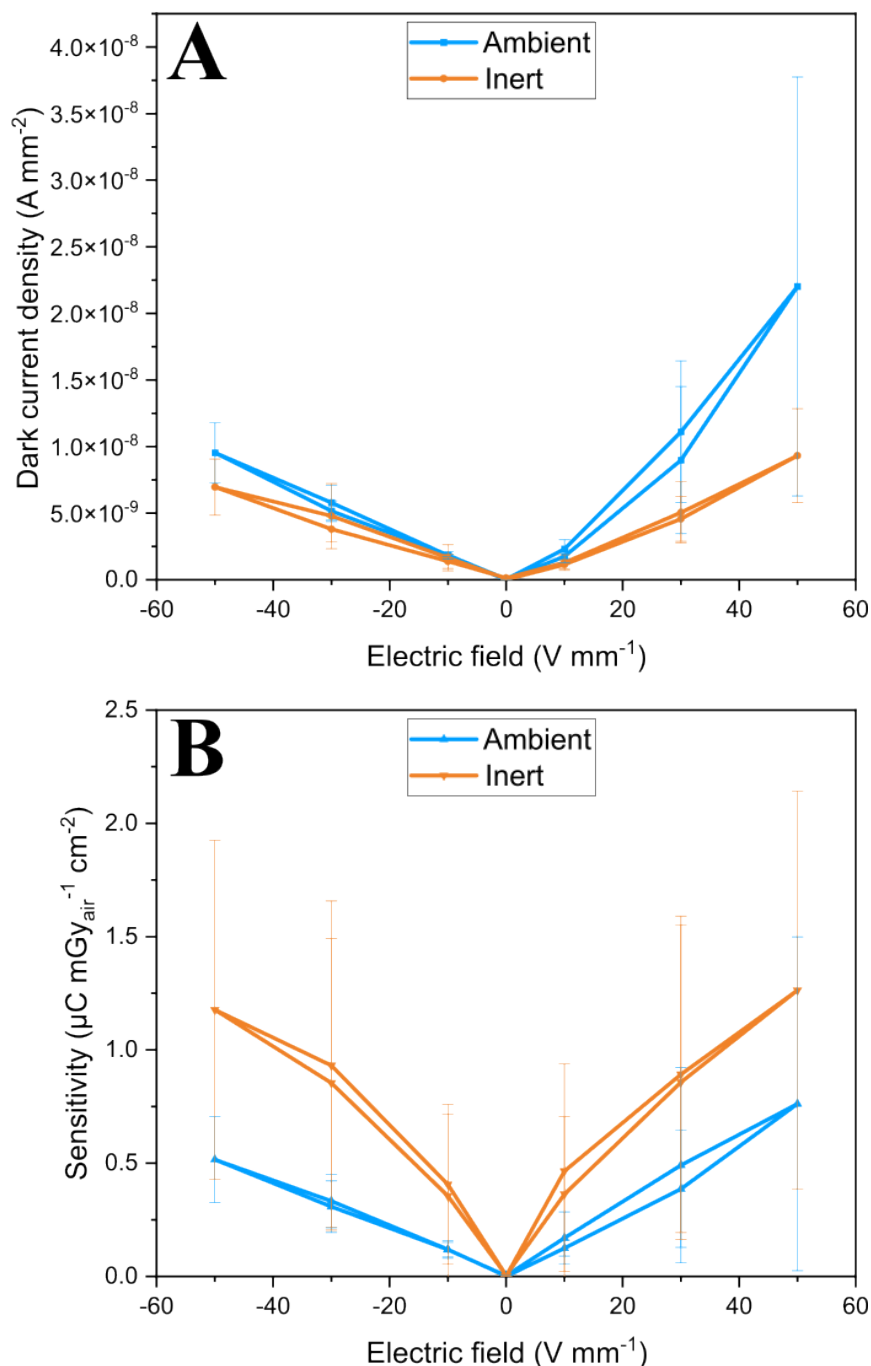 A
Ambient
Inert
Dark current density (A mm⁻²)
4.0×10⁻⁸
3.5×10⁻⁸
3.0×10⁻⁸
2.5×10⁻⁸
2.0×10⁻⁸
1.5×10⁻⁸
1.0×10⁻⁸
5.0×10⁻⁹
0.0
-60 -40 -20 0 20 40 60
Electric field (V mm⁻¹)
B
Ambient
Inert
Sensitivity (µC mGyₐᵢᵣ⁻¹ cm⁻²)
2.5
2.0
1.5
1.0
0.5
0.0
-60 -40 -20 0 20 40 60
Electric field (V mm⁻¹)